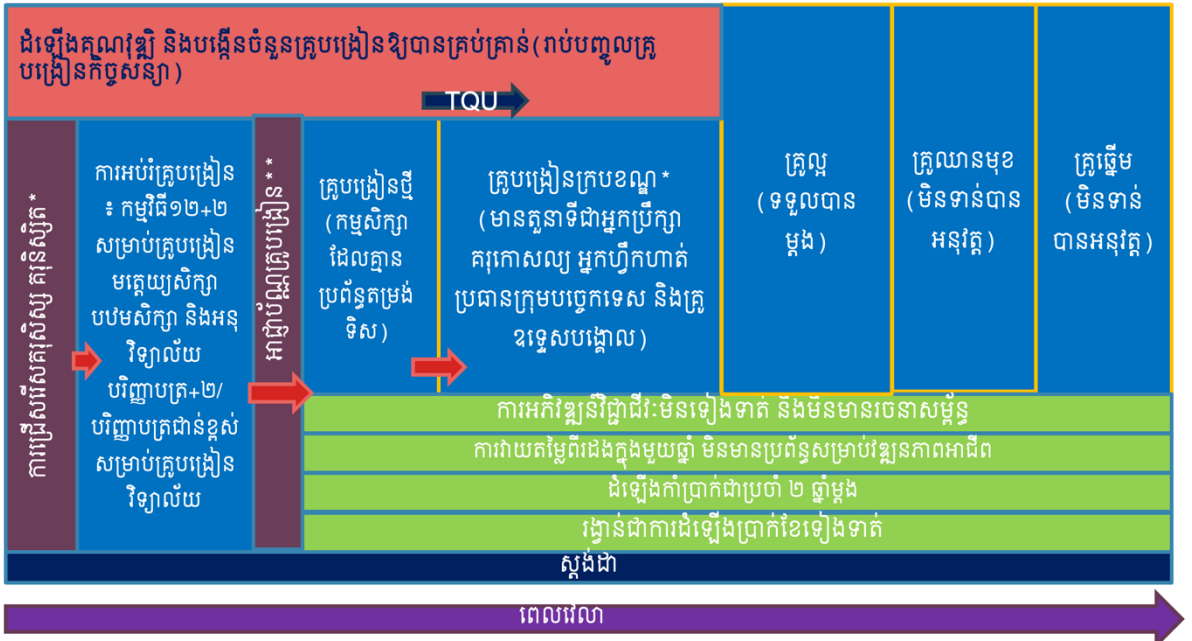 ដំឡើងគុណវុឌ្ឍិ និងបង្កើនចំនួនគ្រូបង្រៀនឱ្យបានគ្រប់គ្រាន់(រាប់បញ្ចូលគ្រូ
បង្រៀនកិច្ចសន្យា)
TQU
ការជ្រើសរើសគរុសិស្ស គរុនិស្សិត*
ការអប់រំគ្រូបង្រៀន
៖ កម្មវិធី១២+២
សម្រាប់គ្រូបង្រៀន
មត្តេយ្យសិក្សា
បឋមសិក្សា និងអនុ
វិទ្យាល័យ
បរិញ្ញាបត្រ+២/
បរិញ្ញាបត្រជាន់ខ្ពស់
សម្រាប់គ្រូបង្រៀន
វិទ្យាល័យ
អាជ្ញាប័ណ្ណគ្រូបង្រៀន**
គ្រូបង្រៀនថ្មី
(កម្មសិក្សា
ដែលគ្មាន
ប្រព័ន្ធតម្រង់
ទិស)
គ្រូបង្រៀនក្របខណ្ឌ*
(មានតួនាទីជាអ្នកប្រឹក្សា
គរុកោសល្យ អ្នកហ្វឹកហាត់
ប្រធានក្រុមបច្ចេកទេស និងគ្រូ
ឧទ្ទេសបង្គោល)
គ្រូល្អ
(ទទួលបាន
ម្តង)
គ្រូឈានមុខ
(មិនទាន់បាន
អនុវត្ត)
គ្រូឆ្នើម
(មិនទាន់
បានអនុវត្ត)
ការអភិវឌ្ឍន៍វិជ្ជាជីវៈមិនទៀងទាត់ និងមិនមានរចនាសម្ព័ន្ធ
ការវាយតម្លៃពីរដងក្នុងមួយឆ្នាំ មិនមានប្រព័ន្ធសម្រាប់វឌ្ឍនភាពអាជីព
ដំឡើងកាំប្រាក់ជាប្រចាំ ២ ឆ្នាំម្តង
រង្វាន់ជាការដំឡើងប្រាក់ខែទៀងទាត់
ស្តង់ដា
ពេលវេលា